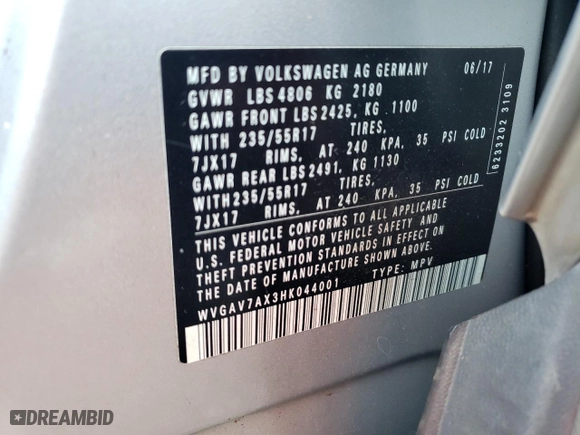 MFD BY VOLKSWAGEN AG GERMANY 06/17
GVWR LBS 4806 KG 2180
GAWR FRONT LBS 2425, KG 1100
WITH 235/55R17 TIRES,
7JX17 RIMS, AT 240 KPA, 35 PSI COLD
GAWR REAR LBS 2491, KG 1130
WITH 235/55R17 TIRES,
7JX17 RIMS, AT 240 KPA, 35 PSI COLD
THIS VEHICLE CONFORMS TO ALL APPLICABLE
U.S. FEDERAL MOTOR VEHICLE SAFETY AND
THEFT PREVENTION STANDARDS IN EFFECT ON
THE DATE OF MANUFACTURE SHOWN ABOVE.
WVGAV7AX3HK044001 TYPE: MPV
6233202 3109
DREAMBID